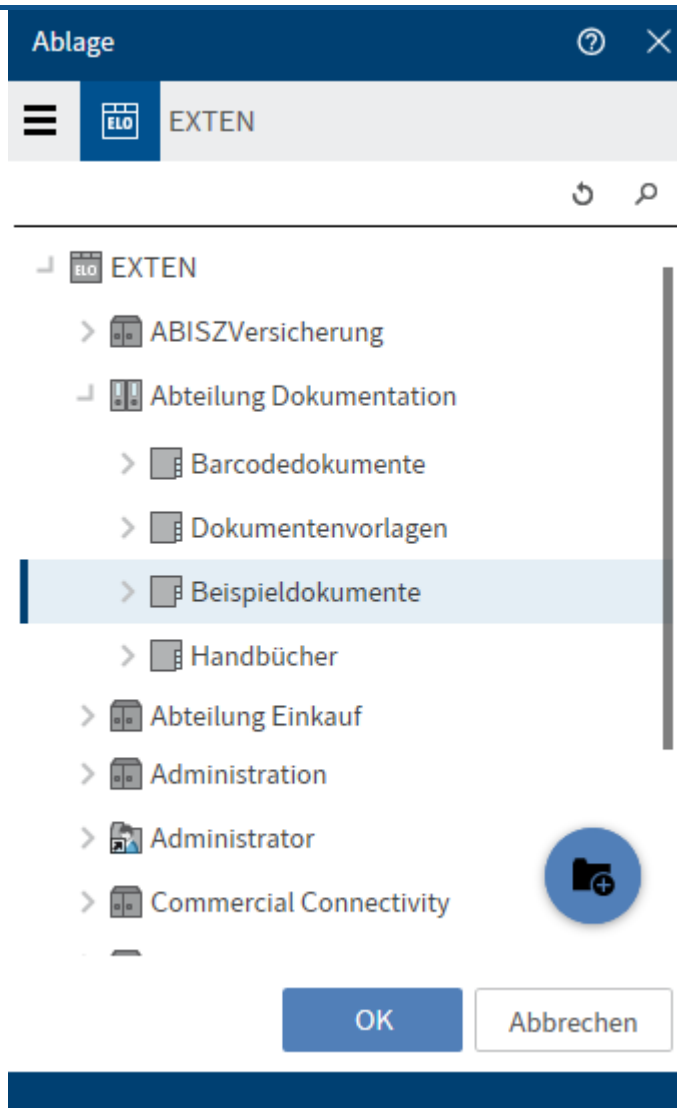 Ablage
ELO EXTEN
ELO EXTEN
ABISZVersicherung
Abteilung Dokumentation
Barcodedokumente
Dokumentenvorlagen
Beispieldokumente
Handbücher
Abteilung Einkauf
Administration
Administrator
Commercial Connectivity
OK Abbrechen